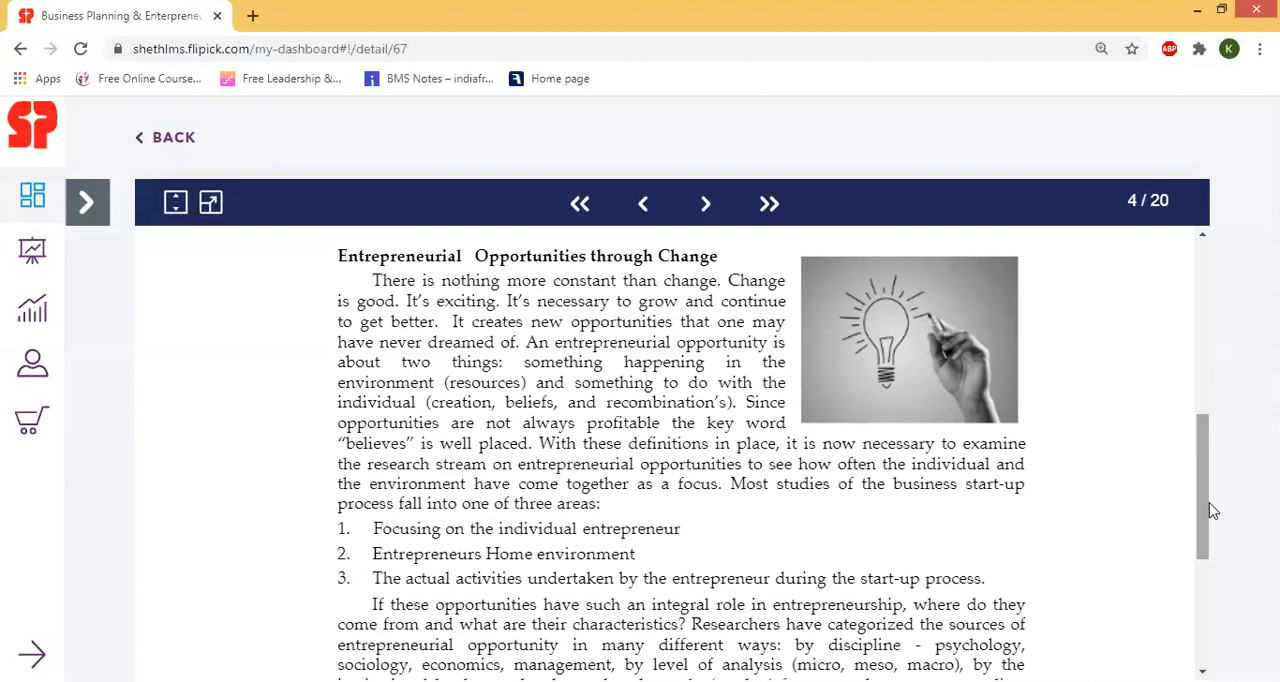 Business Planning & Enterprene
shethlms.flipick.com/my-dashboard#!/detail/67
ABP
K
Apps
Free Online Course...
Free Leadership &...
BMS Notes – indiafr...
Home page
SP
BACK
4 / 20
Entrepreneurial Opportunities through Change
There is nothing more constant than change. Change
is good. It's exciting. It's necessary to grow and continue
to get better. It creates new opportunities that one may
have never dreamed of. An entrepreneurial opportunity is
about two things: something happening in the
environment (resources) and something to do with the
individual (creation, beliefs, and recombination's). Since
opportunities are not always profitable the key word
"believes" is well placed. With these definitions in place, it is now necessary to examine
the research stream on entrepreneurial opportunities to see how often the individual and
the environment have come together as a focus. Most studies of the business start-up
process fall into one of three areas:
1. Focusing on the individual entrepreneur
2. Entrepreneurs Home environment
3. The actual activities undertaken by the entrepreneur during the start-up process.
If these opportunities have such an integral role in entrepreneurship, where do they
come from and what are their characteristics? Researchers have categorized the sources of
entrepreneurial opportunity in many different ways: by discipline - psychology,
sociology, economics, management, by level of analysis (micro, meso, macro), by the